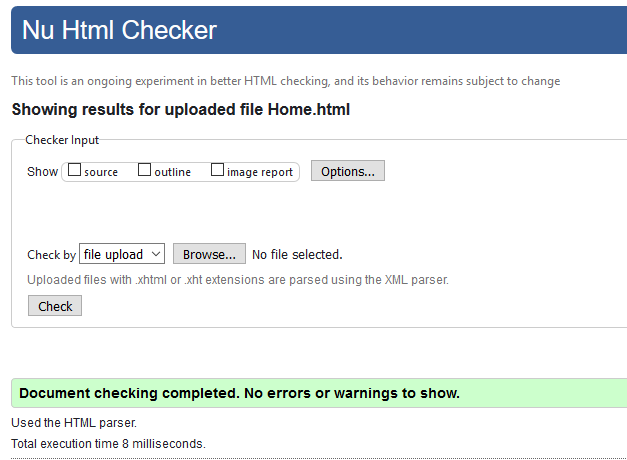 Nu Html Checker
This tool is an ongoing experiment in better HTML checking, and its behavior remains subject to change
Showing results for uploaded file Home.html
Checker Input
Show source outline image report Options...
Check by file upload Browse... No file selected.
Uploaded files with .xhtml or .xht extensions are parsed using the XML parser.
Check
Document checking completed. No errors or warnings to show.
Used the HTML parser.
Total execution time 8 milliseconds.